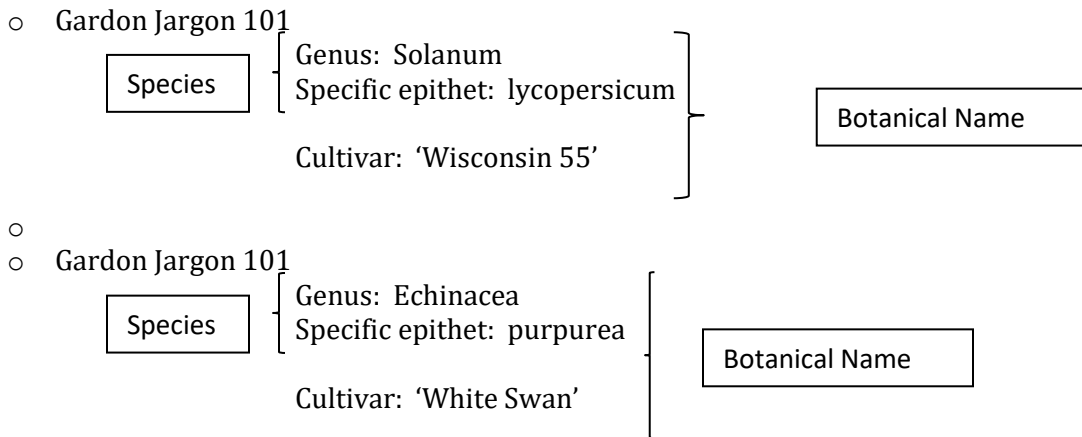 o Gardon Jargon 101
Genus: Solanum
Species
Specific epithet: lycopersicum
Botanical Name
Cultivar: ‘Wisconsin 55’
o
o Gardon Jargon 101
Genus: Echinacea
Species
Specific epithet: purpurea
Botanical Name
Cultivar: ‘White Swan’